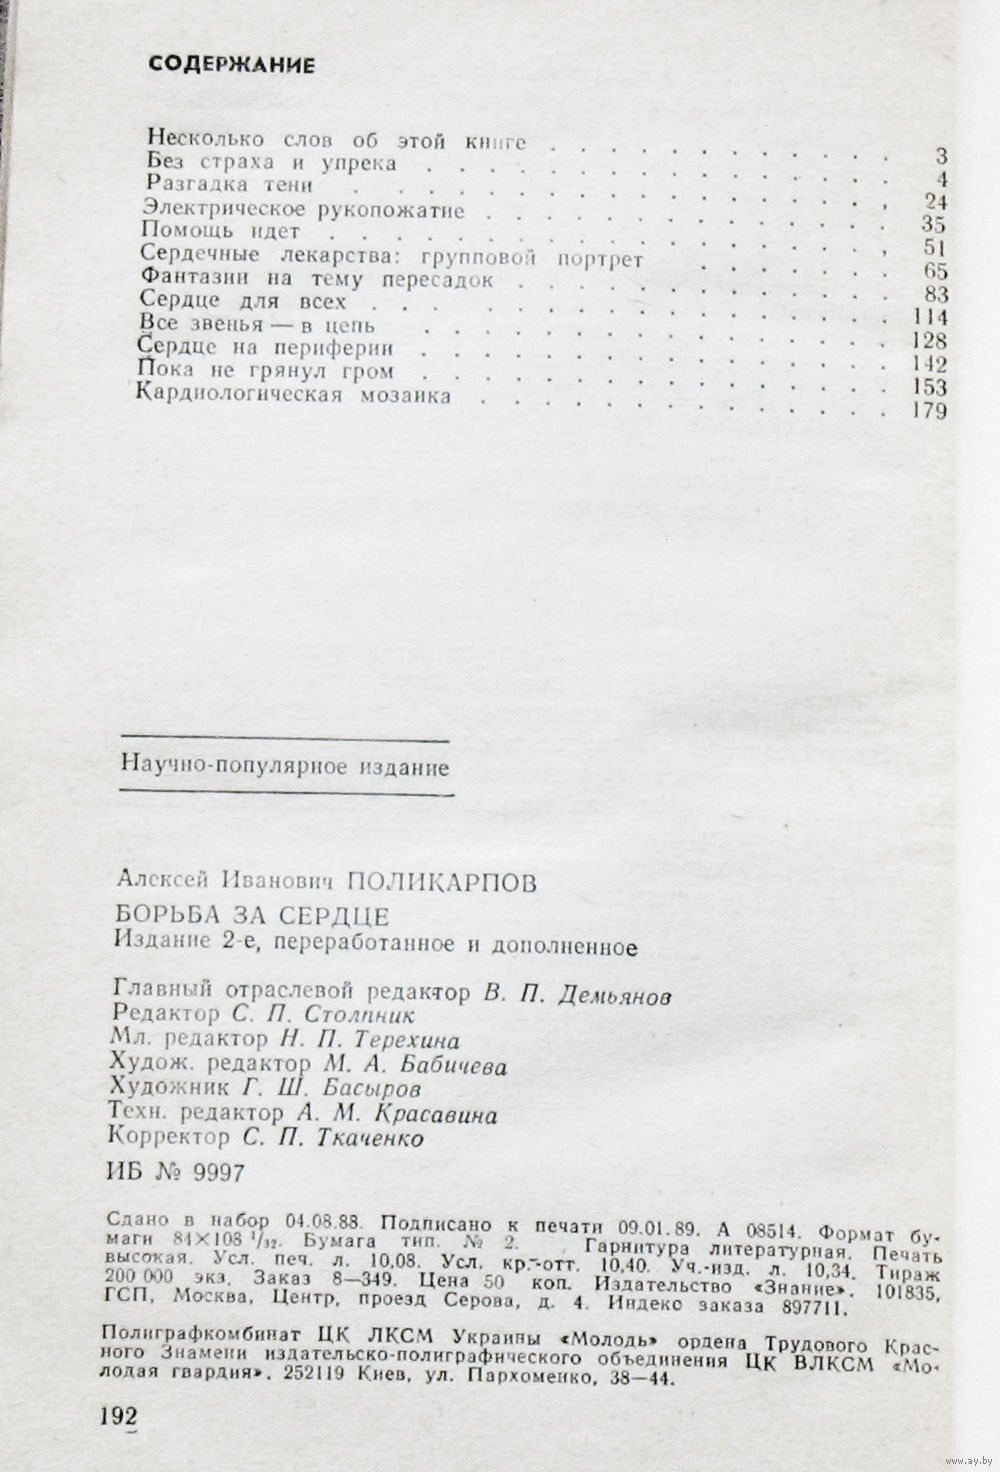 СОДЕРЖАНИЕ
Несколько слов об этой книге . . . . . . . . . . . . 3
Без страха и упрека . . . . . . . . . . . . . . . 4
Разгадка тени . . . . . . . . . . . . . . . . . 24
Электрическое рукопожатие . . . . . . . . . . . . . 35
Помощь идет . . . . . . . . . . . . . . . . . . 51
Сердечные лекарства: групповой портрет . . . . . . . 65
Фантазии на тему пересадок . . . . . . . . . . . . 83
Сердце для всех . . . . . . . . . . . . . . . . 114
Все звенья — в цепь . . . . . . . . . . . . . . . 128
Сердце на периферии . . . . . . . . . . . . . . . 142
Пока не грянул гром . . . . . . . . . . . . . . . 153
Кардиологическая мозаика . . . . . . . . . . . . . 179
Научно-популярное издание
Алексей Иванович ПОЛИКАРПОВ
БОРЬБА ЗА СЕРДЦЕ
Издание 2-е, переработанное и дополненное
Главный отраслевой редактор В. П. Демьянов
Редактор С. П. Столпник
Мл. редактор Н. П. Терехина
Худож. редактор М. А. Бабичева
Художник Г. Ш. Басыров
Техн. редактор А. М. Красавина
Корректор С. П. Ткаченко
ИБ № 9997
Сдано в набор 04.08.88. Подписано к печати 09.01.89. А 08514. Формат бу-
маги 84×108 1/32. Бумага тип. № 2. Гарнитура литературная. Печать
высокая. Усл. печ. л. 10,08. Усл. кр.-отт. 10,40. Уч.-изд. л. 10,34. Тираж
200 000 экз. Заказ 8—349. Цена 50 коп. Издательство «Знание». 101835,
ГСП, Москва, Центр, проезд Серова, д. 4. Индекс заказа 897711.
Полиграфкомбинат ЦК ЛКСМ Украины «Молодь» ордена Трудового Крас-
ного Знамени издательско-полиграфического объединения ЦК ВЛКСМ «Мо-
лодая гвардия». 252119 Киев, ул. Пархоменко, 38—44.
192
www.ay.by